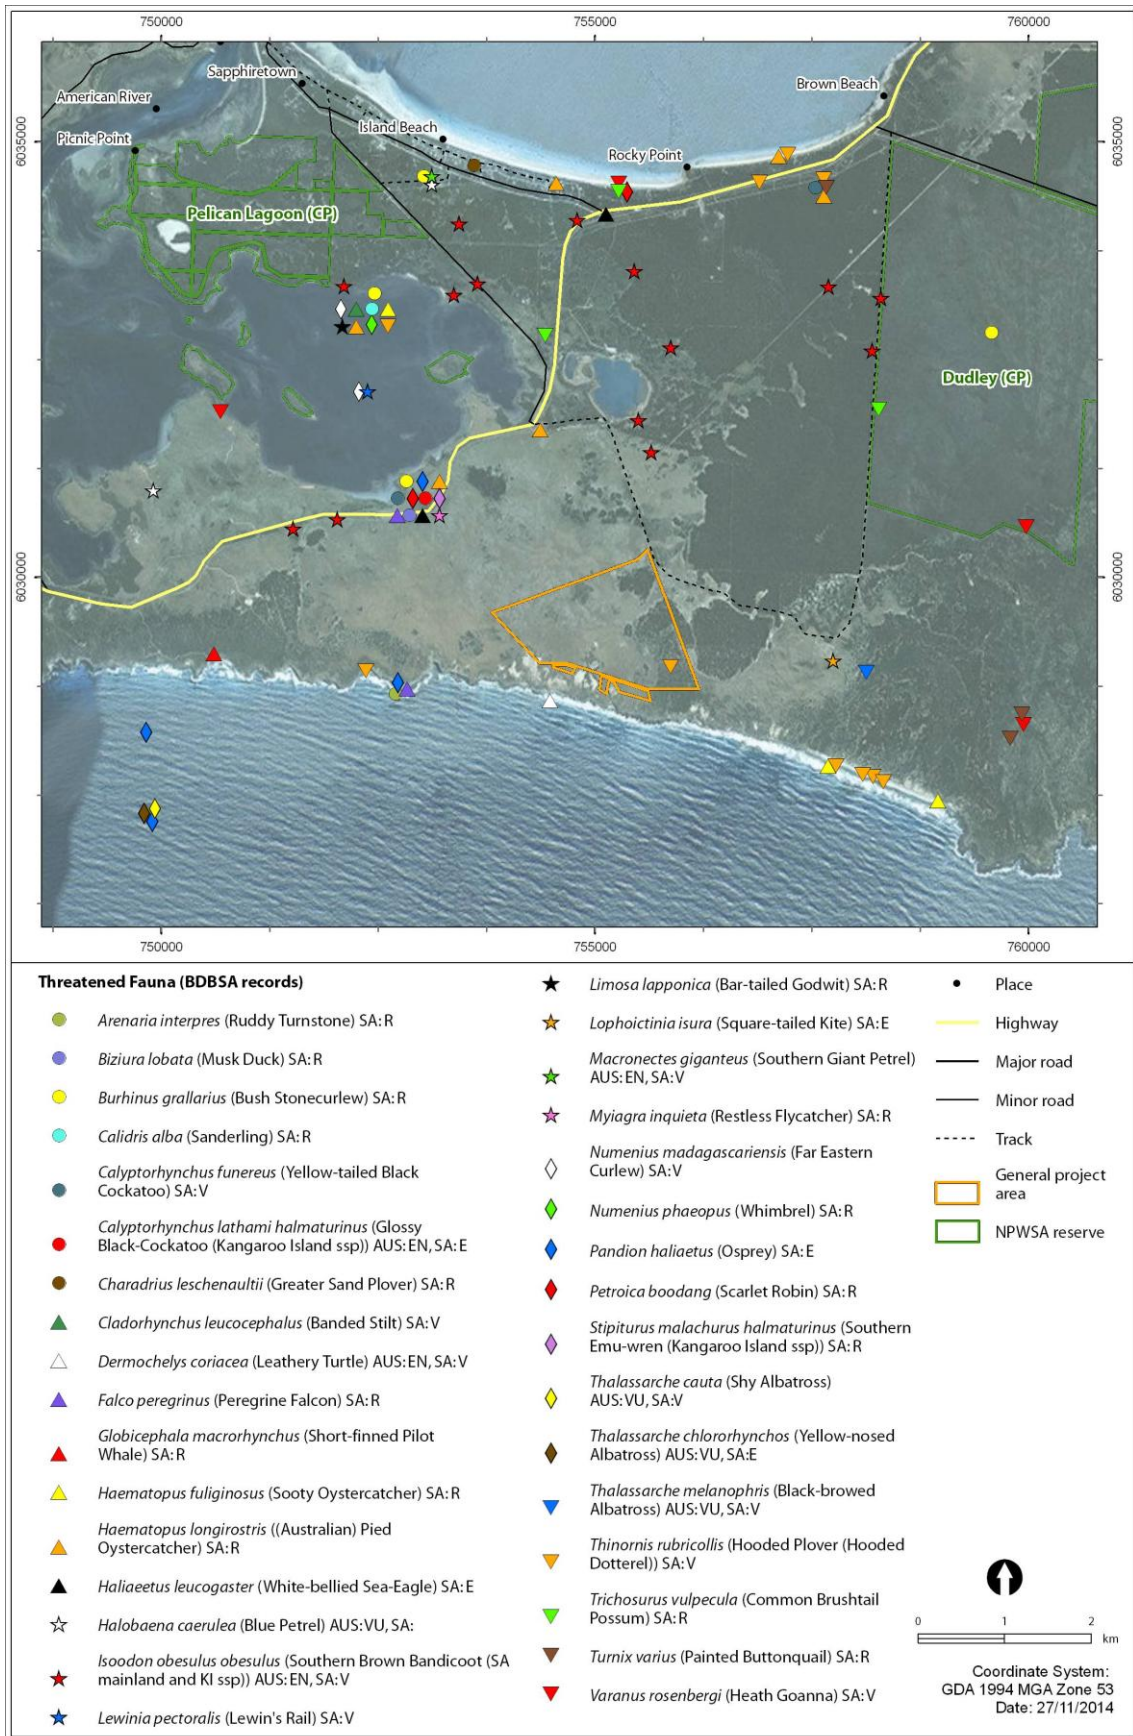 750000
755000
760000
Sapphiretown
American River
Picnic Point
Island Beach
Brown Beach
Rocky Point
6035000
6035000
Pelican Lagoon (CP)
Dudley (CP)
6030000
6030000
750000
755000
760000
Threatened Fauna (BDBSA records)
Arenaria interpres (Ruddy Turnstone) SA:R
Biziura lobata (Musk Duck) SA:R
Burhinus grallarius (Bush Stonecurlew) SA:R
Calidris alba (Sanderling) SA:R
Calyptorhynchus funereus (Yellow-tailed Black
Cockatoo) SA:V
Calyptorhynchus lathami halmaturinus (Glossy
Black-Cockatoo (Kangaroo Island ssp)) AUS:EN, SA:E
Charadrius leschenaultii (Greater Sand Plover) SA:R
Cladorhynchus leucocephalus (Banded Stilt) SA:V
Dermochelys coriacea (Leathery Turtle) AUS:EN, SA:V
Falco peregrinus (Peregrine Falcon) SA:R
Globicephala macrorhynchus (Short-finned Pilot
Whale) SA:R
Haematopus fuliginosus (Sooty Oystercatcher) SA:R
Haematopus longirostris ((Australian) Pied
Oystercatcher) SA:R
Haliaeetus leucogaster (White-bellied Sea-Eagle) SA:E
Halobaena caerulea (Blue Petrel) AUS:VU, SA:
Isoodon obesulus obesulus (Southern Brown Bandicoot (SA
mainland and KI ssp)) AUS:EN, SA:V
Lewinia pectoralis (Lewin's Rail) SA:V
Limosa lapponica (Bar-tailed Godwit) SA:R
Lophoictinia isura (Square-tailed Kite) SA:E
Macronectes giganteus (Southern Giant Petrel)
AUS:EN, SA:V
Myiagra inquieta (Restless Flycatcher) SA:R
Numenius madagascariensis (Far Eastern
Curlew) SA:V
Numenius phaeopus (Whimbrel) SA:R
Pandion haliaetus (Osprey) SA:E
Petroica boodang (Scarlet Robin) SA:R
Stipiturus malachurus halmaturinus (Southern
Emu-wren (Kangaroo Island ssp)) SA:R
Thalassarche cauta (Shy Albatross)
AUS:VU, SA:V
Thalassarche chlororhynchos (Yellow-nosed
Albatross) AUS:VU, SA:E
Thalassarche melanophris (Black-browed
Albatross) AUS:VU, SA:V
Thinornis rubricollis (Hooded Plover (Hooded
Dotterel)) SA:V
Trichosurus vulpecula (Common Brushtail
Possum) SA:R
Turnix varius (Painted Buttonquail) SA:R
Varanus rosenbergi (Heath Goanna) SA:V
Place
Highway
Major road
Minor road
Track
General project
area
NPWSA reserve
0 1 2
km
Coordinate System:
GDA 1994 MGA Zone 53
Date: 27/11/2014